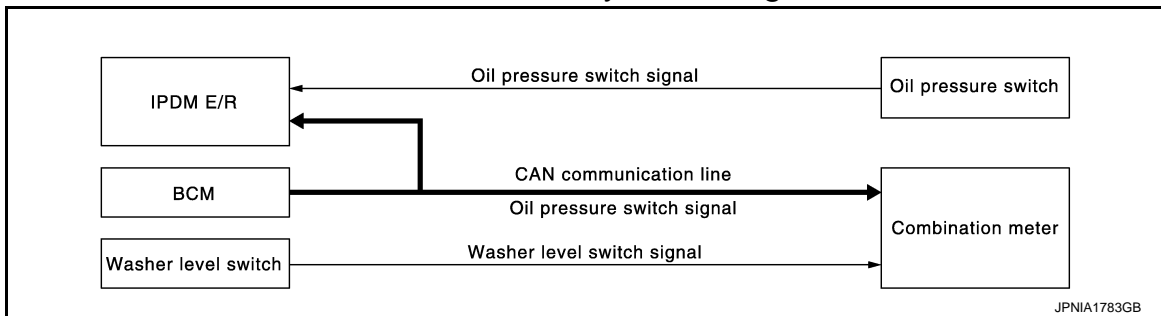 Oil pressure switch signal
IPDM E/R
Oil pressure switch
CAN communication line
BCM
Oil pressure switch signal
Combination meter
Washer level switch
Washer level switch signal
JPNIA1783GB